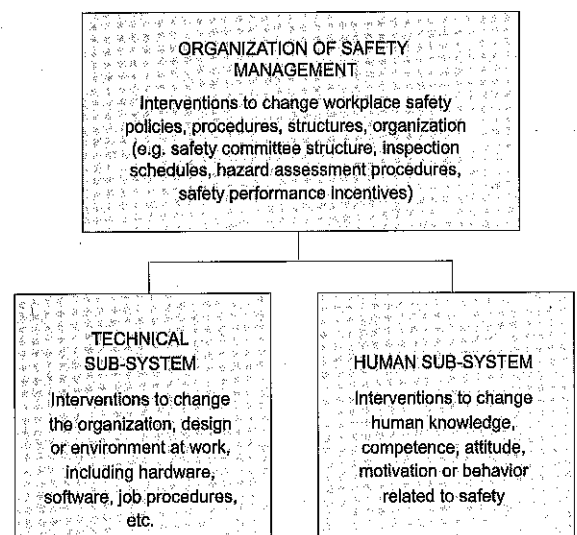 ORGANIZATION OF SAFETY
MANAGEMENT
Interventions to change workplace safety
policies, procedures, structures, organization
(e.g. safety committee structure, inspection
schedules, hazard assessment procedures,
safety performance incentives)
TECHNICAL
SUB-SYSTEM
Interventions to change
the organization, design
or environment at work,
including hardware,
software, job procedures,
etc.
HUMAN SUB-SYSTEM
Interventions to change
human knowledge,
competence, attitude,
motivation or behavior
related to safety